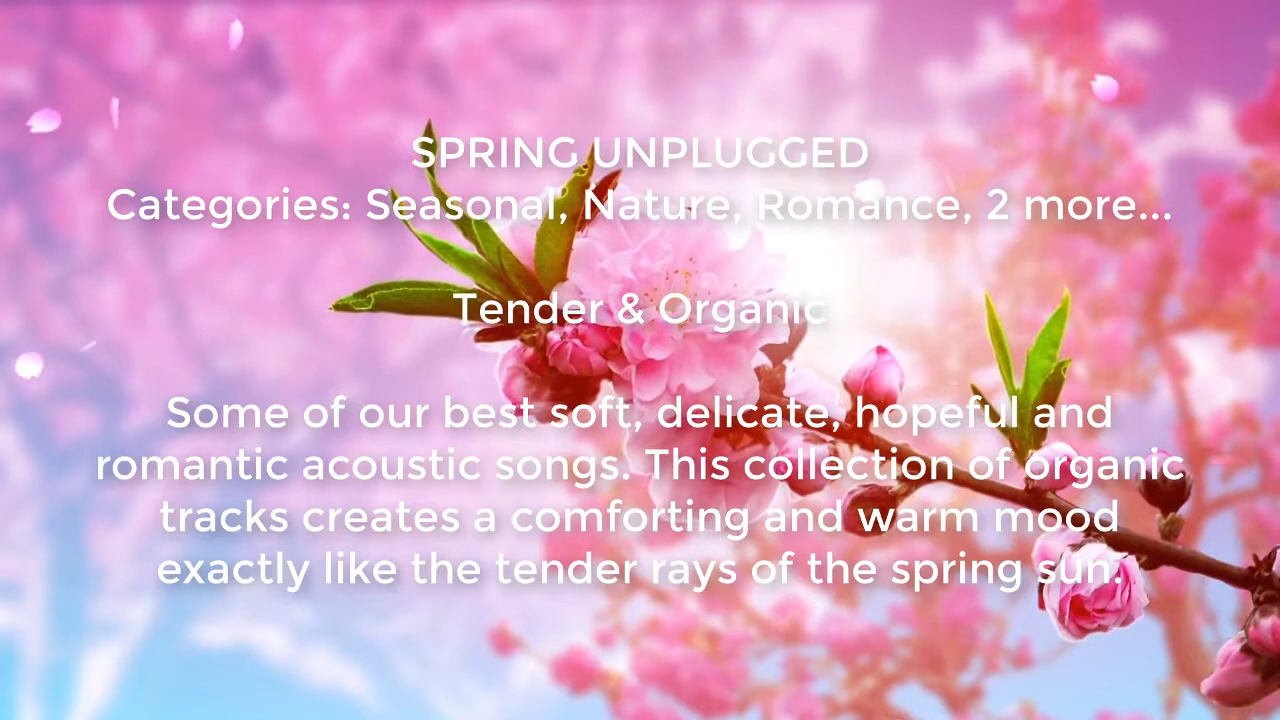 SPRING UNPLUGGED
Categories: Seasonal, Nature, Romance, 2 more...
Tender & Organic
Some of our best soft, delicate, hopeful and
romantic acoustic songs. This collection of organic
tracks creates a comforting and warm mood
exactly like the tender rays of the spring sun.